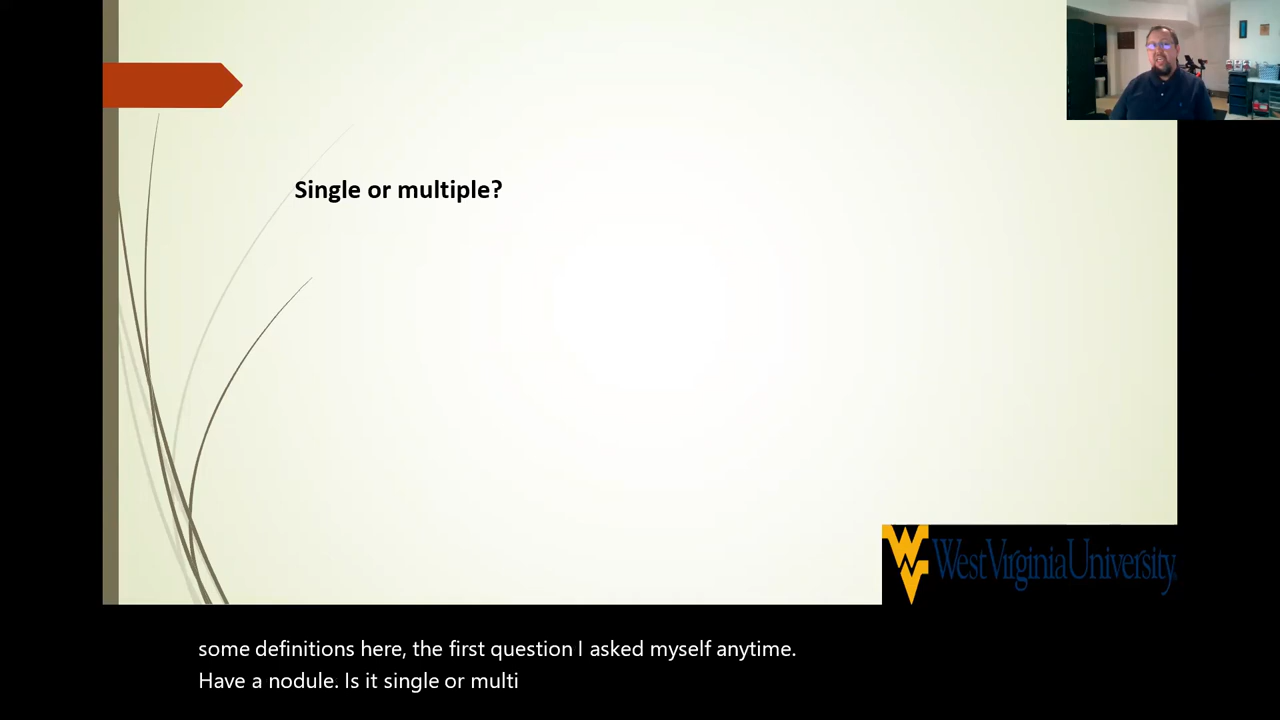 Single or multiple?
West Virginia University
some definitions here, the first question I asked myself anytime.
Have a nodule. Is it single or multi